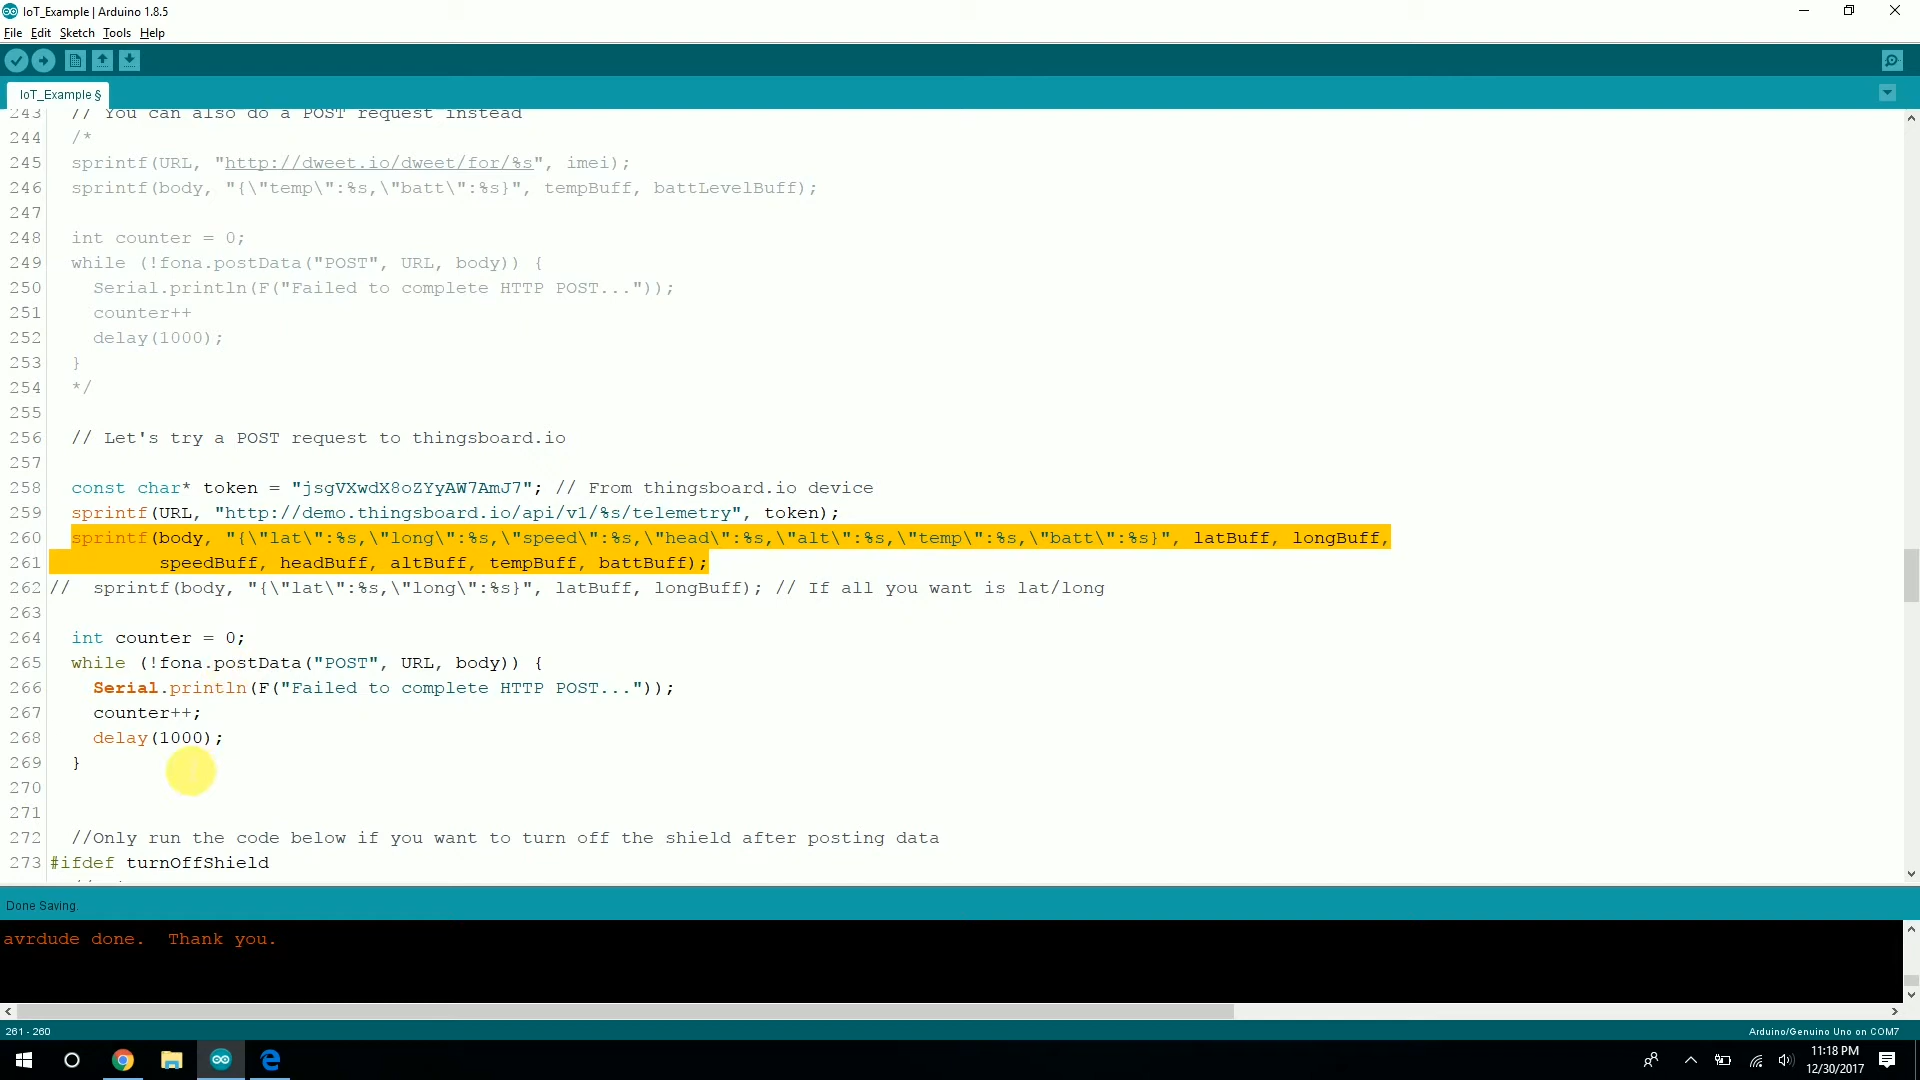 IoT_Example | Arduino 1.8.5
File Edit Sketch Tools Help
IoT_Example §
243 // You can also do a POST request instead
244 /*
245 sprintf(URL, "http://dweet.io/dweet/for/%s", imei);
246 sprintf(body, "{\"temp\":%s,\"batt\":%s}", tempBuff, battLevelBuff);
247
248 int counter = 0;
249 while (!fona.postData("POST", URL, body)) {
250 Serial.println(F("Failed to complete HTTP POST..."));
251 counter++
252 delay(1000);
253 }
254 */
255
256 // Let's try a POST request to thingsboard.io
257
258 const char* token = "jsgVXwdX8oZYyAW7AmJ7"; // From thingsboard.io device
259 sprintf(URL, "http://demo.thingsboard.io/api/v1/%s/telemetry", token);
260 sprintf(body, "{\"lat\":%s,\"long\":%s,\"speed\":%s,\"head\":%s,\"alt\":%s,\"temp\":%s,\"batt\":%s}", latBuff, longBuff,
261 speedBuff, headBuff, altBuff, tempBuff, battBuff);
262 // sprintf(body, "{\"lat\":%s,\"long\":%s}", latBuff, longBuff); // If all you want is lat/long
263
264 int counter = 0;
265 while (!fona.postData("POST", URL, body)) {
266 Serial.println(F("Failed to complete HTTP POST..."));
267 counter++;
268 delay(1000);
269 }
270
271
272 //Only run the code below if you want to turn off the shield after posting data
273 #ifdef turnOffShield
Done Saving.
avrdude done. Thank you.
261 - 260
Arduino/Genuino Uno on COM7
11:18 PM
12/30/2017